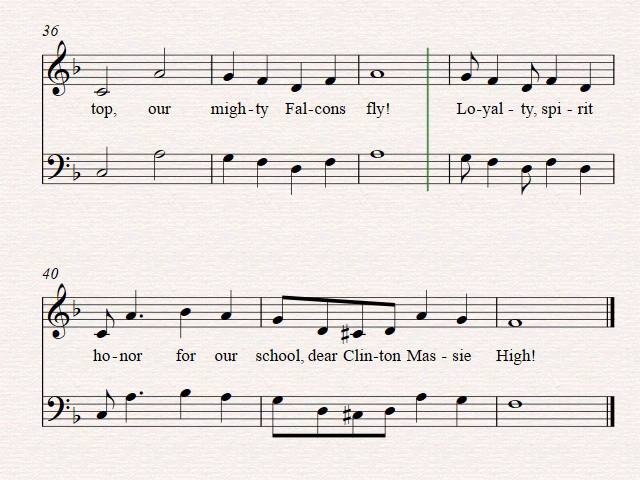 36
top, our migh-ty Fal-cons fly! Lo-yal - ty, spi - rit
40
ho-nor for our school, dear Clin-ton Mas - sie High!